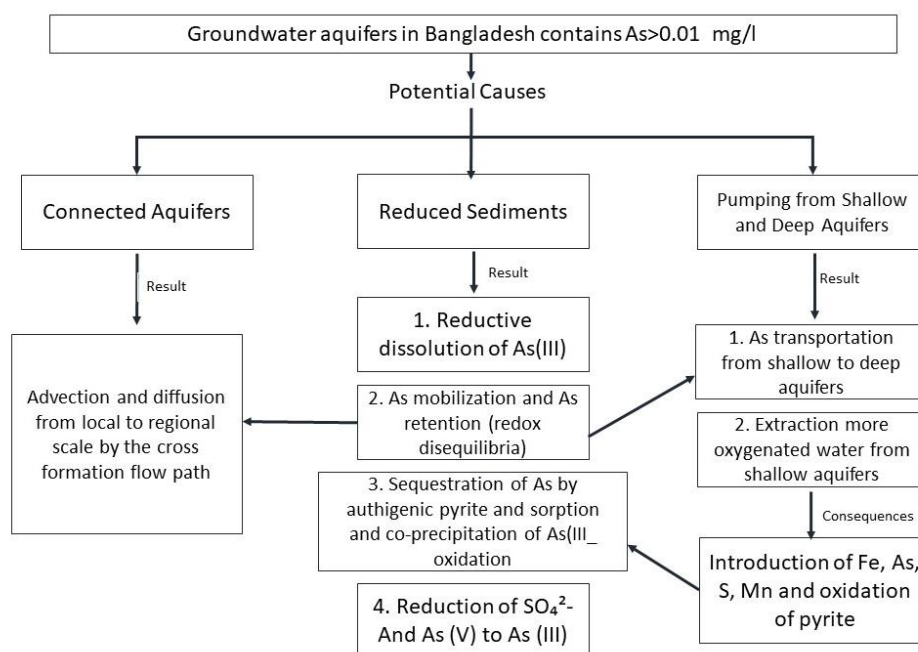 Groundwater aquifers in Bangladesh contains As>0.01 mg/l
Potential Causes
Connected Aquifers
Reduced Sediments
Pumping from Shallow
and Deep Aquifers
Result
Result
Result
1. Reductive
dissolution of As(III)
1. As transportation
from shallow to deep
aquifers
Advection and diffusion
from local to regional
scale by the cross
formation flow path
2. As mobilization and As
retention (redox
disequilibria)
2. Extraction more
oxygenated water from
shallow aquifers
3. Sequestration of As by
authigenic pyrite and sorption
and co-precipitation of As(III_
oxidation
Consequences
Introduction of Fe, As,
S, Mn and oxidation
of pyrite
4. Reduction of SO₄²-
And As (V) to As (III)